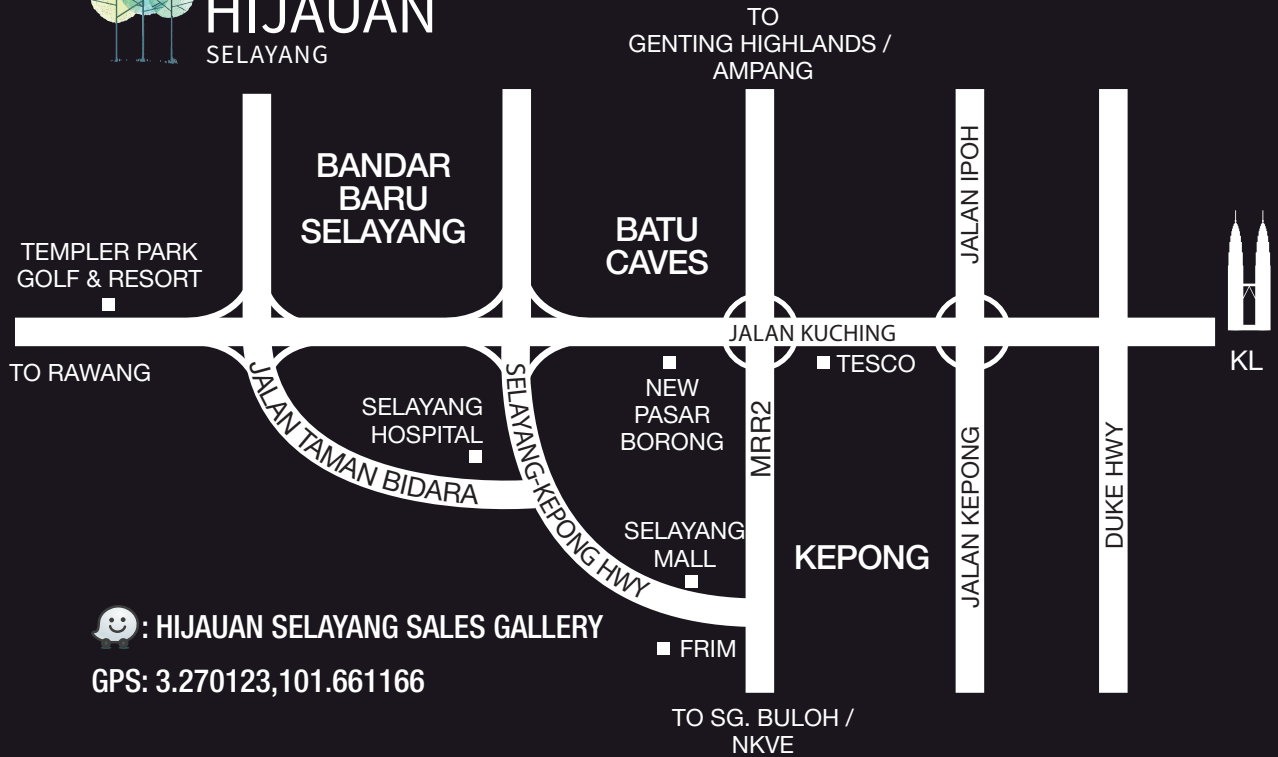 HIJAUAN
SELAYANG
TO
GENTING HIGHLANDS /
AMPANG
BANDAR
BARU
SELAYANG
BATU
CAVES
JALAN IPOH
TEMPLER PARK
GOLF & RESORT
JALAN KUCHING
TO RAWANG
KL
TESCO
NEW
PASAR
BORONG
SELAYANG
HOSPITAL
JALAN TAMAN BIDARA
SELAYANG-KEPONG HWY
MRR2
JALAN KEPONG
DUKE HWY
SELAYANG
MALL
KEPONG
FRIM
: HIJAUAN SELAYANG SALES GALLERY
GPS: 3.270123,101.661166
TO SG. BULOH /
NKVE